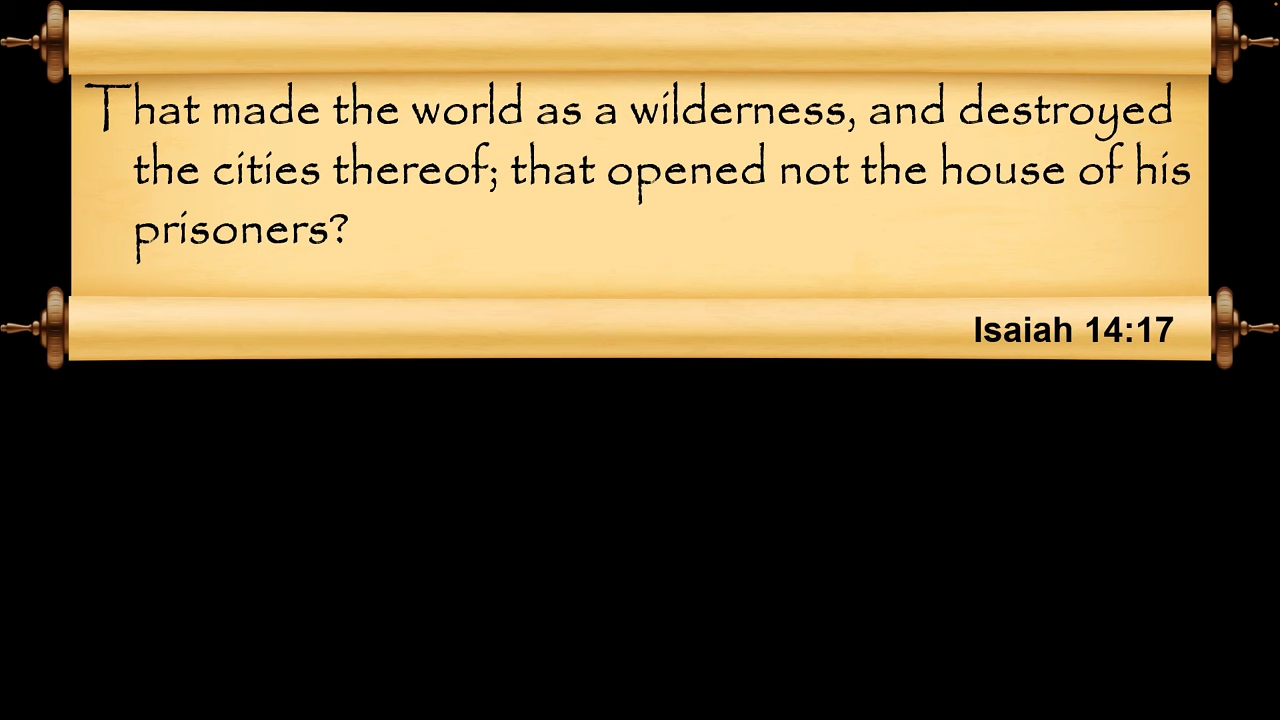 That made the world as a wilderness, and destroyed
the cities thereof; that opened not the house of his
prisoners?
Isaiah 14:17